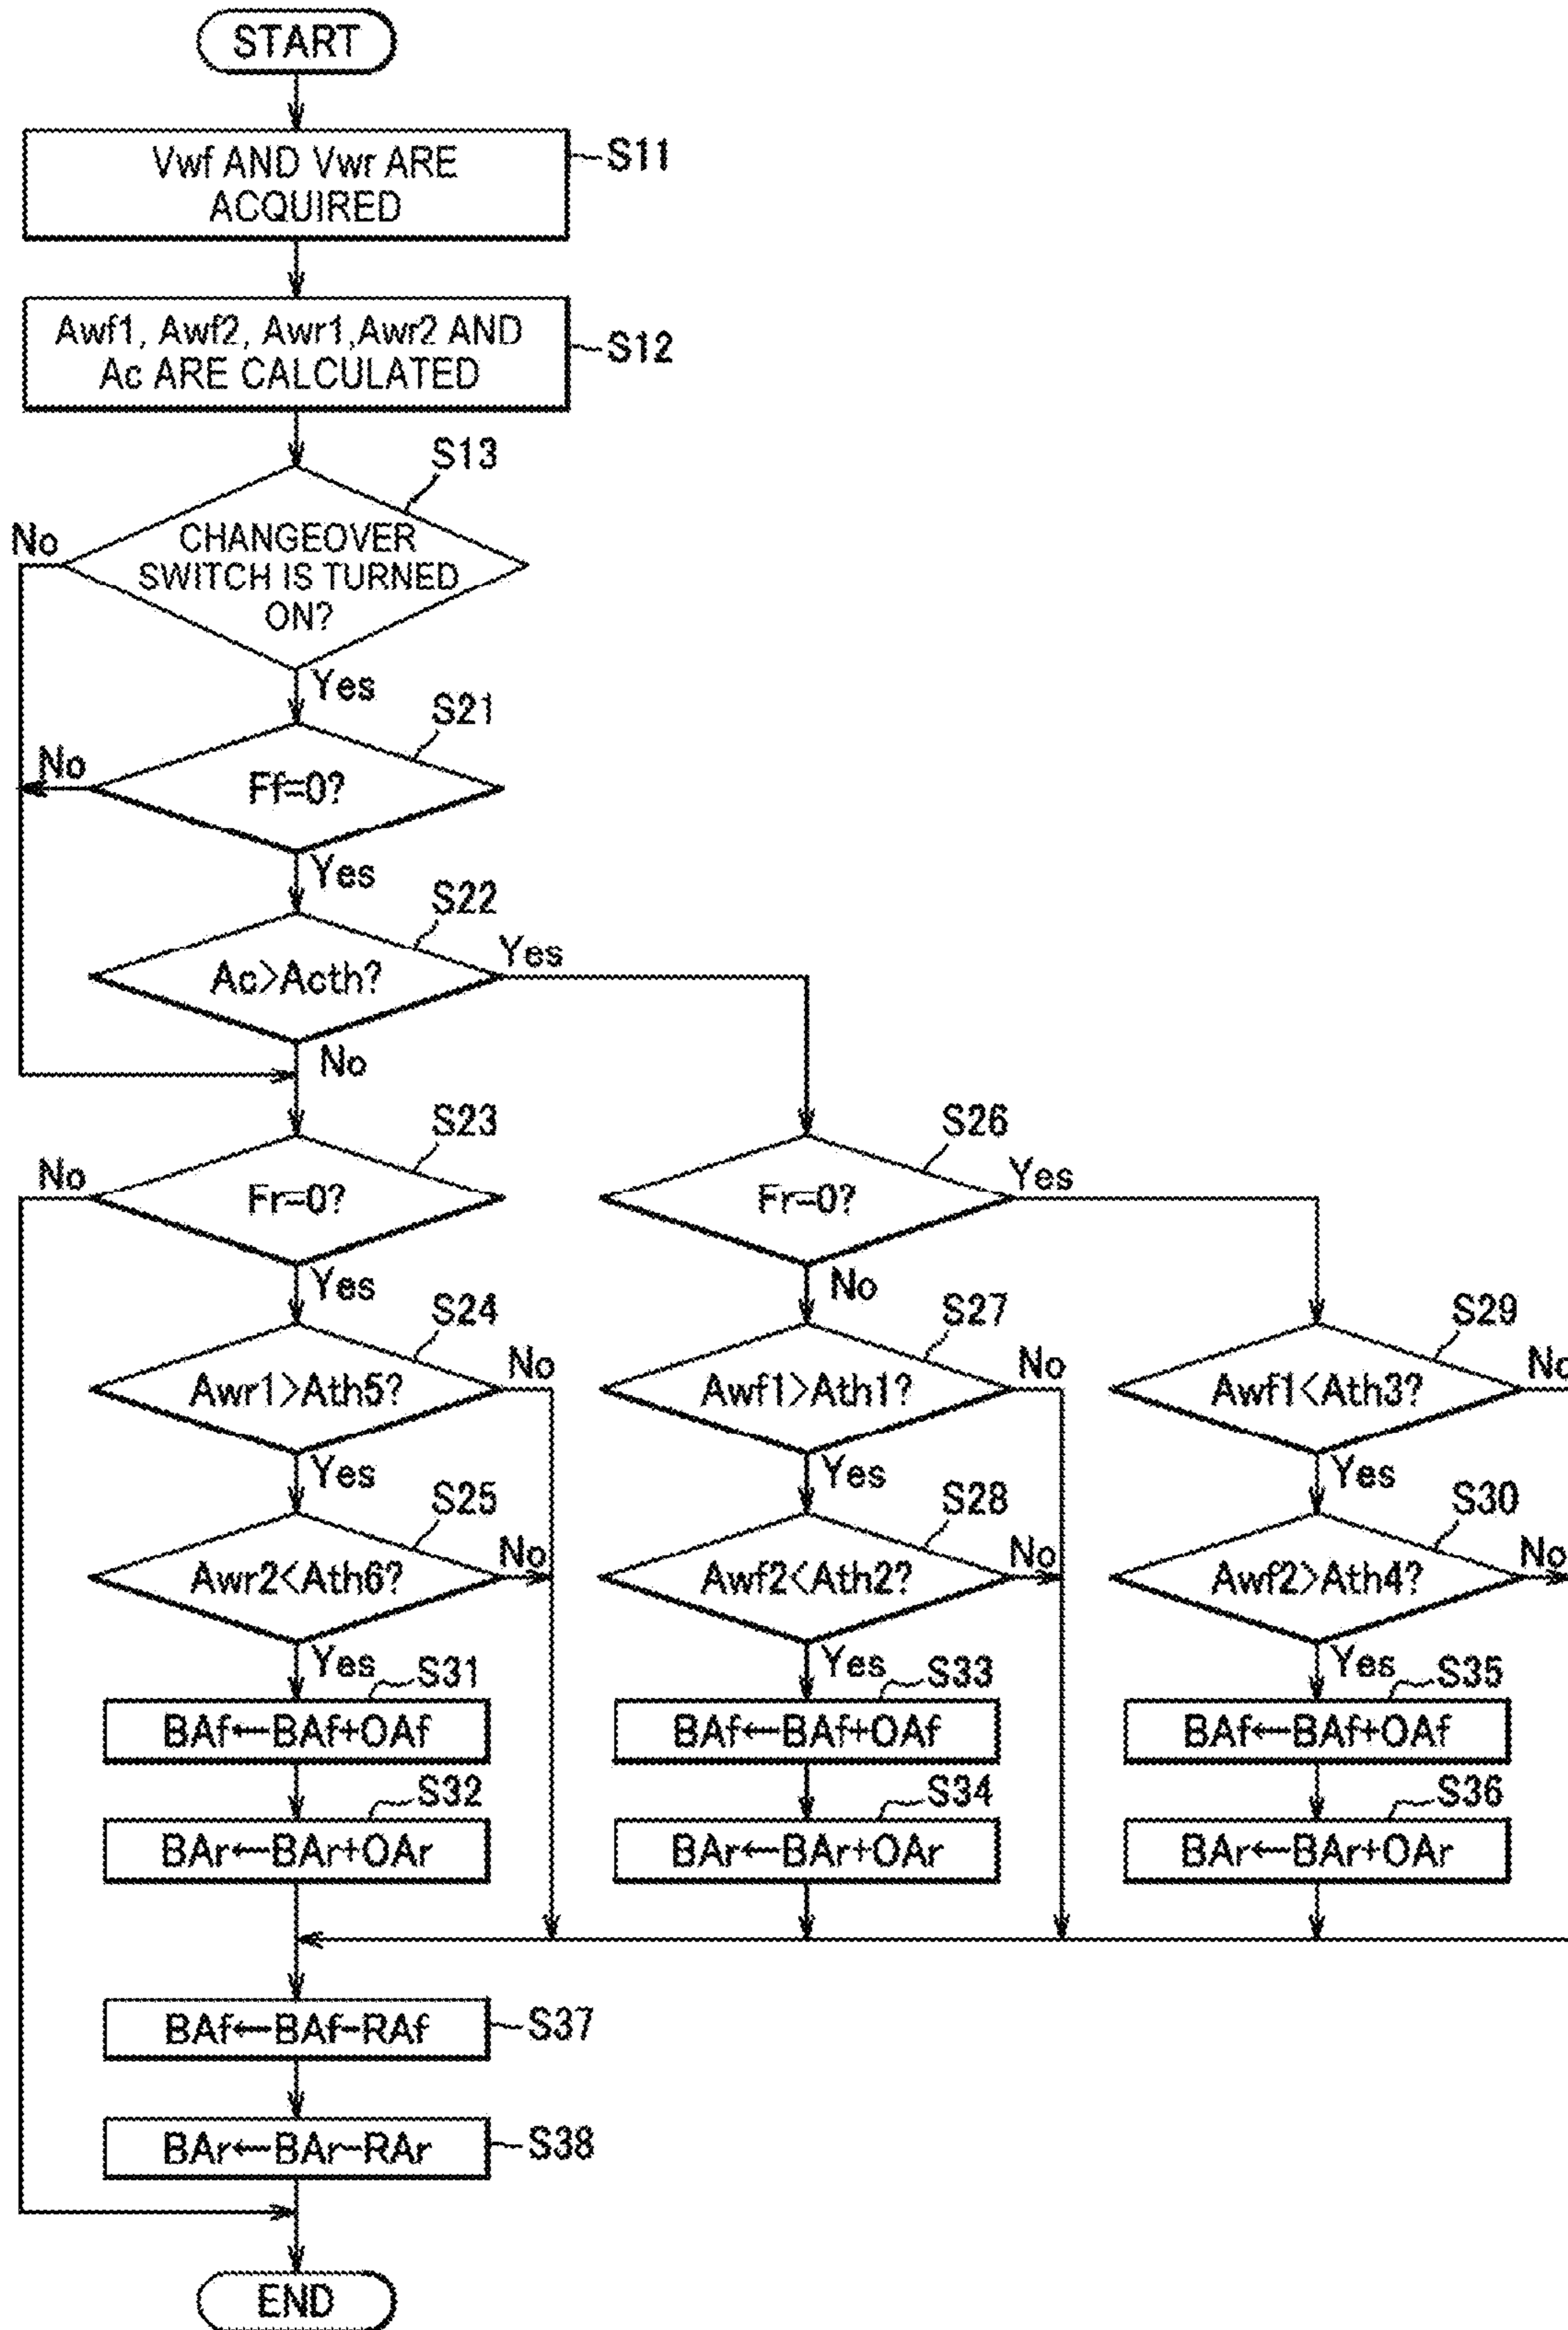 START
Vwf AND Vwr ARE
ACQUIRED
S11
Awf1, Awf2, Awr1,Awr2 AND
Ac ARE CALCULATED
S12
S13
No
CHANGEOVER
SWITCH IS TURNED
ON?
Yes
S21
No
Ff=0?
Yes
S22
Ac>Acth?
Yes
No
S23
No
Fr=0?
Yes
S26
Fr=0?
Yes
No
S24
Awr1>Ath5?
No
Yes
S27
Awf1>Ath1?
No
Yes
S29
Awf1<Ath3?
No
Yes
S25
Awr2<Ath6?
No
Yes
S28
Awf2<Ath2?
No
Yes
S30
Awf2>Ath4?
No
Yes
S31
BAf←BAf+OAf
S33
BAf←BAf+OAf
S35
BAf←BAf+OAf
S32
BAr←BAr+OAr
S34
BAr←BAr+OAr
S36
BAr←BAr+OAr
BAf←BAf-RAf
S37
BAr←BAr-RAr
S38
END